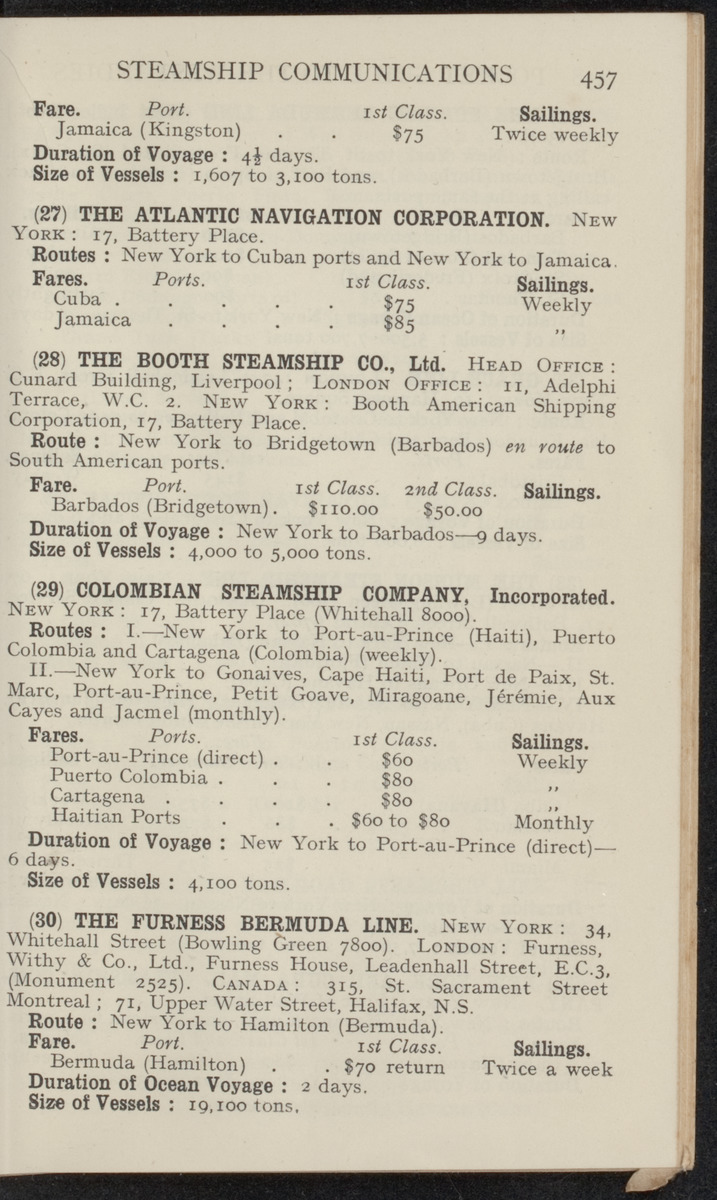 STEAMSHIP COMMUNICATIONS 457
Fare. Port. 1st Class. Sailings.
Jamaica (Kingston) . . $75 Twice weekly
Duration of Voyage : 4½ days.
Size of Vessels : 1,607 to 3,100 tons.
(27) THE ATLANTIC NAVIGATION CORPORATION. NEW
YORK : 17, Battery Place.
Routes : New York to Cuban ports and New York to Jamaica.
Fares. Ports. 1st Class. Sailings.
Cuba . . . . . $75 Weekly
Jamaica . . . . $85 ,,
(28) THE BOOTH STEAMSHIP CO., Ltd. HEAD OFFICE :
Cunard Building, Liverpool ; LONDON OFFICE : 11, Adelphi
Terrace, W.C. 2. NEW YORK : Booth American Shipping
Corporation, 17, Battery Place.
Route : New York to Bridgetown (Barbados) en route to
South American ports.
Fare. Port. 1st Class. 2nd Class. Sailings.
Barbados (Bridgetown) . $110.00 $50.00
Duration of Voyage : New York to Barbados—9 days.
Size of Vessels : 4,000 to 5,000 tons.
(29) COLOMBIAN STEAMSHIP COMPANY, Incorporated.
NEW YORK : 17, Battery Place (Whitehall 8000).
Routes : I.—New York to Port-au-Prince (Haiti), Puerto
Colombia and Cartagena (Colombia) (weekly).
II.—New York to Gonaives, Cape Haiti, Port de Paix, St.
Marc, Port-au-Prince, Petit Goave, Miragoane, Jérémie, Aux
Cayes and Jacmel (monthly).
Fares. Ports. 1st Class. Sailings.
Port-au-Prince (direct) . . $60 Weekly
Puerto Colombia . . . $80 ,,
Cartagena . . . . $80 ,,
Haitian Ports . . . $60 to $80 Monthly
Duration of Voyage : New York to Port-au-Prince (direct)—
6 days.
Size of Vessels : 4,100 tons.
(30) THE FURNESS BERMUDA LINE. NEW YORK : 34,
Whitehall Street (Bowling Green 7800). LONDON : Furness,
Withy & Co., Ltd., Furness House, Leadenhall Street, E.C.3,
(Monument 2525). CANADA : 315, St. Sacrament Street
Montreal ; 71, Upper Water Street, Halifax, N.S.
Route : New York to Hamilton (Bermuda).
Fare. Port. 1st Class. Sailings.
Bermuda (Hamilton) . . $70 return Twice a week
Duration of Ocean Voyage : 2 days.
Size of Vessels : 19,100 tons.